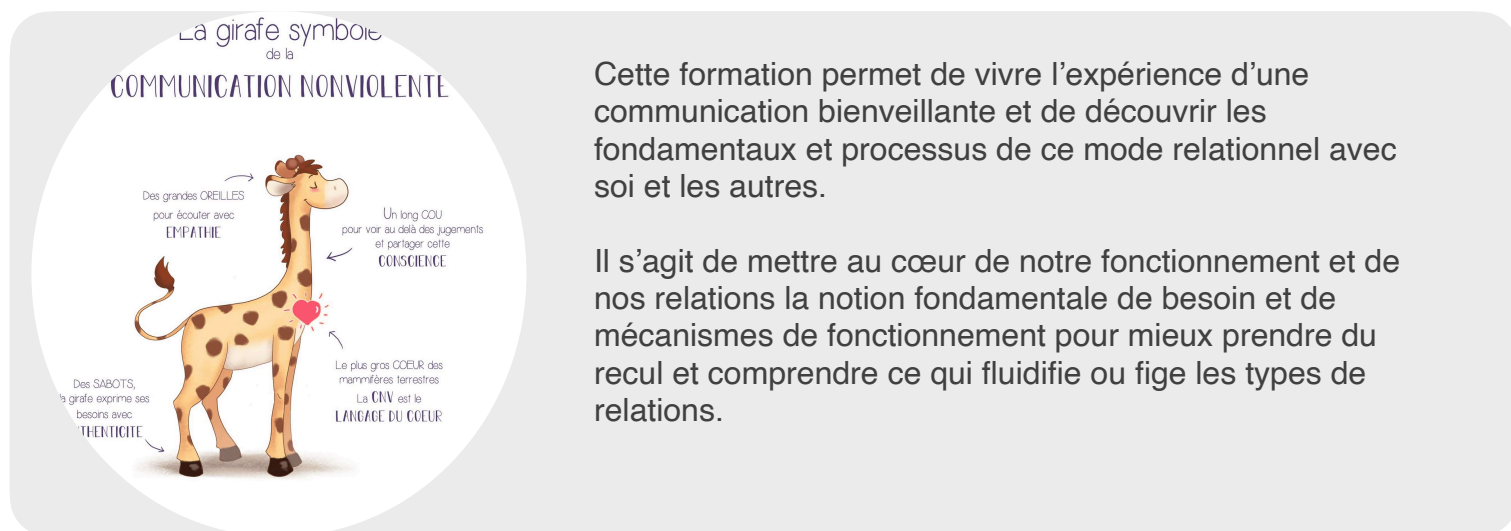 La girafe symbole
de la
COMMUNICATION NONVIOLENTE
Des grandes OREILLES
pour écouter avec
EMPATHIE
Un long COU
pour voir au delà des jugements
et partager cette
CONSCIENCE
Le plus gros COEUR des
mammifères terrestres
La CNV est le
LANGAGE DU COEUR
Des SABOTS,
a girafe exprime ses
besoins avec
THENTICITE
Cette formation permet de vivre l’expérience d’une
communication bienveillante et de découvrir les
fondamentaux et processus de ce mode relationnel avec
soi et les autres.
Il s’agit de mettre au cœur de notre fonctionnement et de
nos relations la notion fondamentale de besoin et de
mécanismes de fonctionnement pour mieux prendre du
recul et comprendre ce qui fluidifie ou fige les types de
relations.